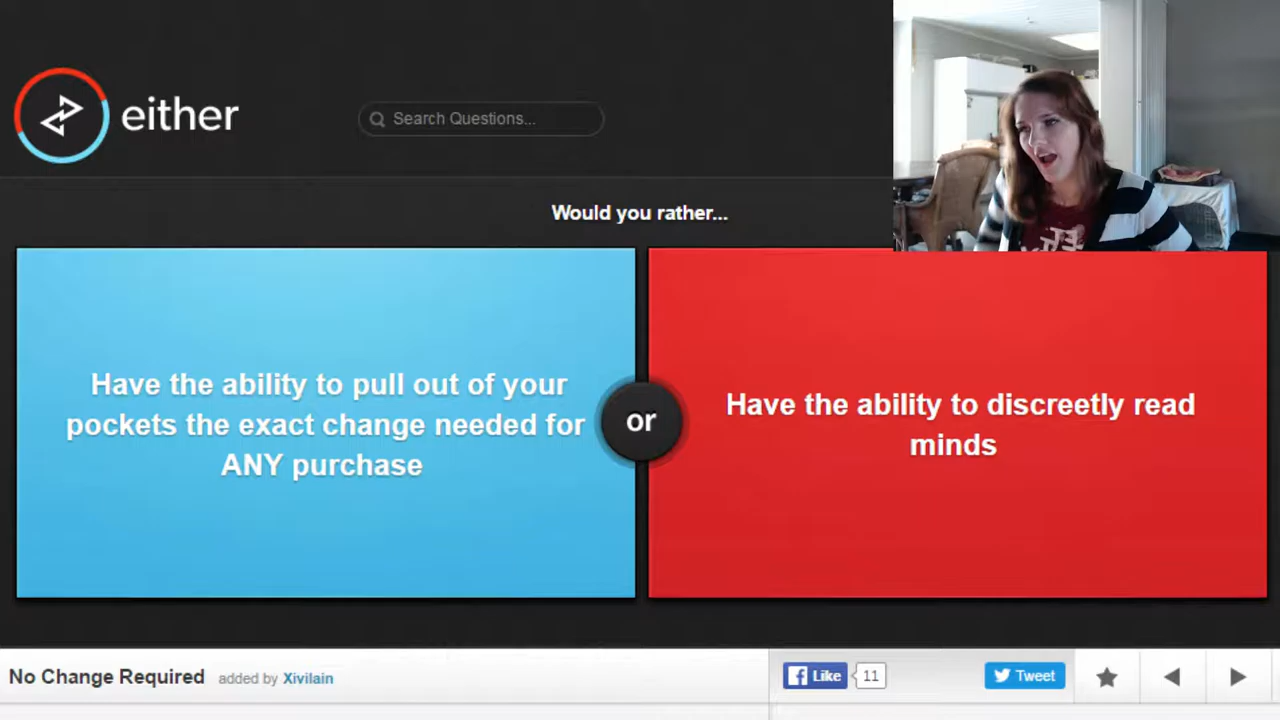 either
Search Questions...
Would you rather...
Have the ability to pull out of your
pockets the exact change needed for
ANY purchase
or
Have the ability to discreetly read
minds
No Change Required added by Xivilain
Like 11
Tweet